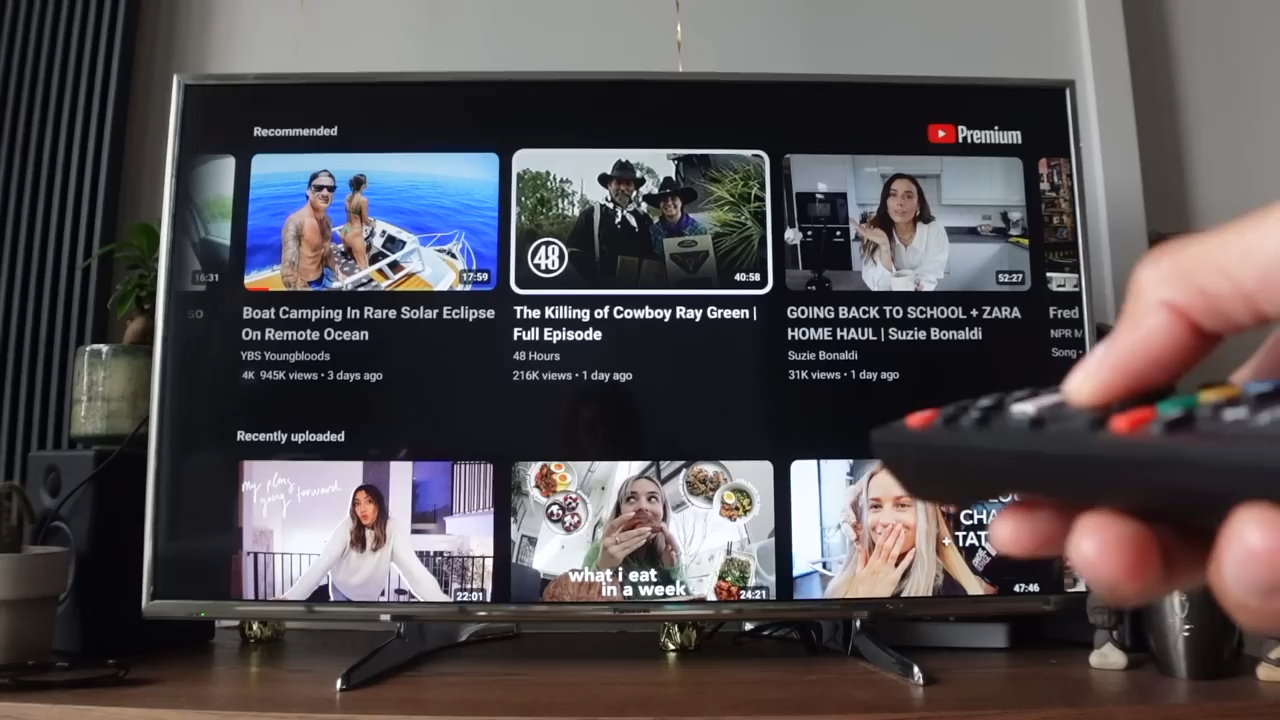 Recommended
Premium
16:31
17:59
48
40:58
52:27
so
Boat Camping In Rare Solar Eclipse
On Remote Ocean
YBS Youngbloods
4K 945K views • 3 days ago
The Killing of Cowboy Ray Green |
Full Episode
48 Hours
216K views • 1 day ago
GOING BACK TO SCHOOL + ZARA
HOME HAUL | Suzie Bonaldi
Suzie Bonaldi
31K views • 1 day ago
Fred
NPR M
Song •
Recently uploaded
my plans
going forward
22:01
what i eat
in a week
24:21
CHA
+ TAT
47:46
Panasonic